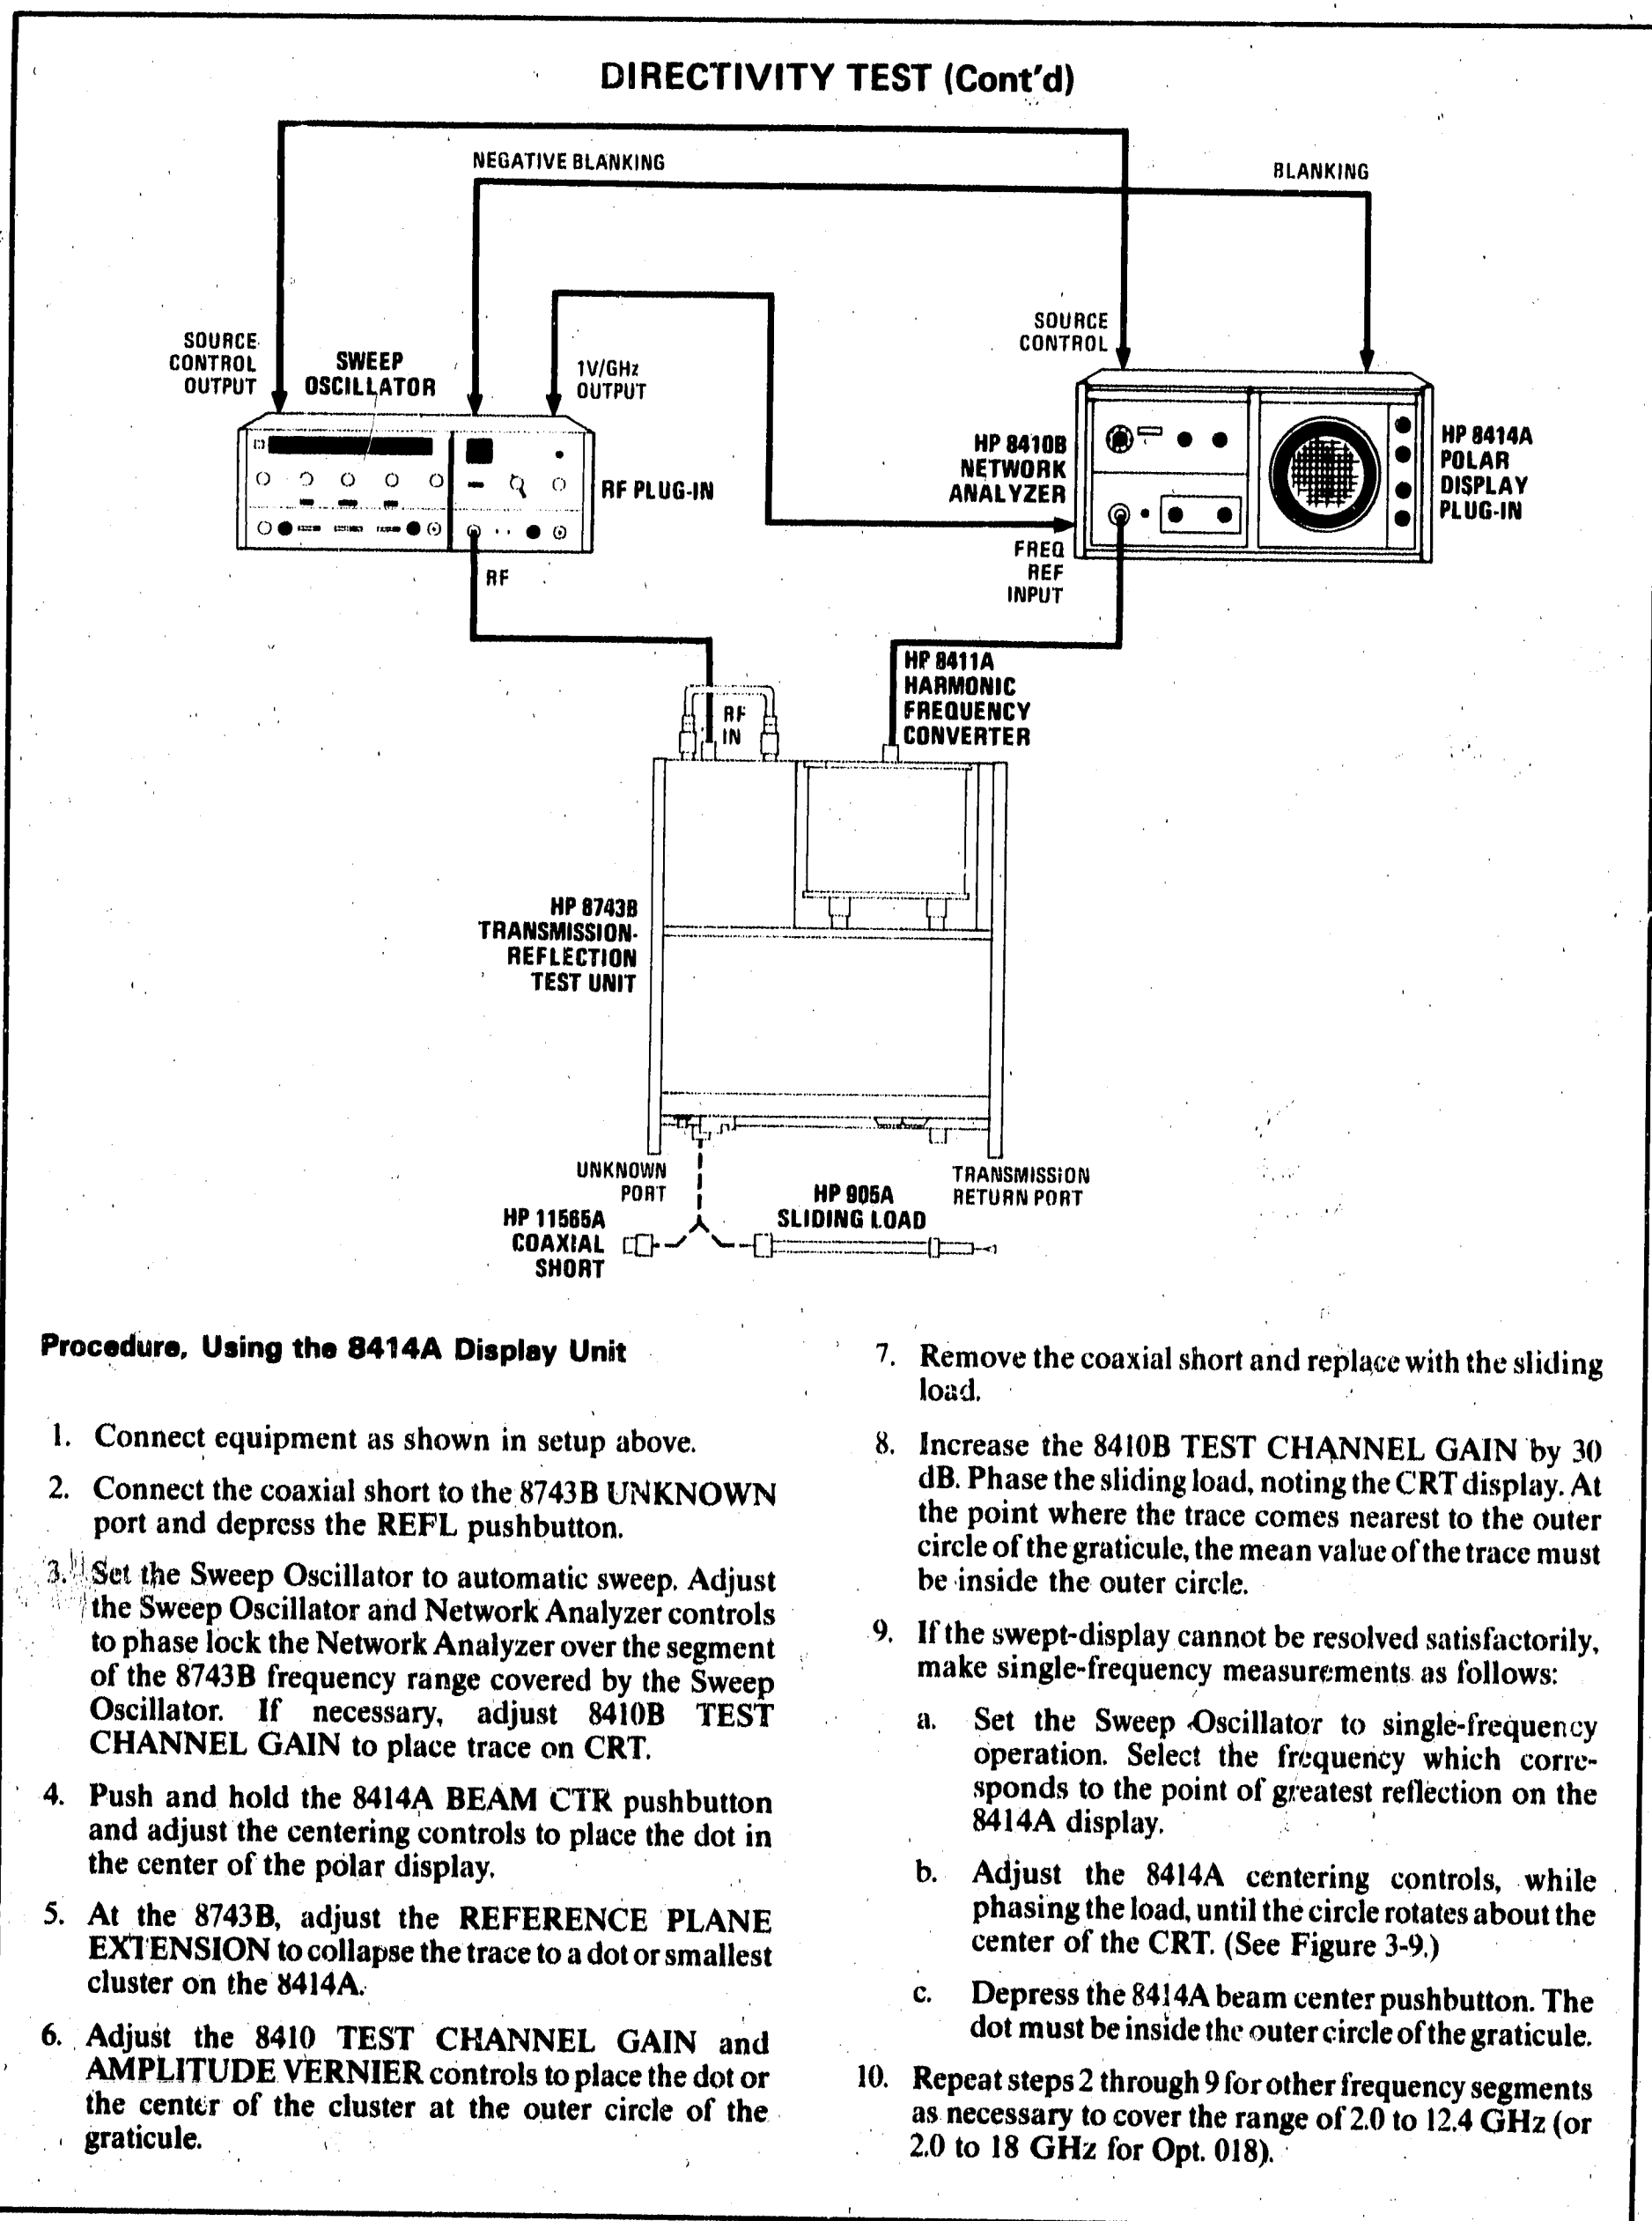 DIRECTIVITY TEST (Cont'd)
NEGATIVE BLANKING
BLANKING
SOURCE
CONTROL
OUTPUT
SWEEP
OSCILLATOR
1V/GHz
OUTPUT
SOURCE
CONTROL
HP 8410B
NETWORK
ANALYZER
HP 8414A
POLAR
DISPLAY
PLUG-IN
RF PLUG-IN
FREQ
REF
INPUT
RF
HP 8411A
HARMONIC
FREQUENCY
CONVERTER
RF
IN
HP 8743B
TRANSMISSION-
REFLECTION
TEST UNIT
UNKNOWN
PORT
TRANSMISSION
RETURN PORT
HP 11565A
COAXIAL
SHORT
HP 905A
SLIDING LOAD
Procedure, Using the 8414A Display Unit
1. Connect equipment as shown in setup above.
2. Connect the coaxial short to the 8743B UNKNOWN
port and depress the REFL pushbutton.
3. Set the Sweep Oscillator to automatic sweep. Adjust
the Sweep Oscillator and Network Analyzer controls
to phase lock the Network Analyzer over the segment
of the 8743B frequency range covered by the Sweep
Oscillator. If necessary, adjust 8410B TEST
CHANNEL GAIN to place trace on CRT.
4. Push and hold the 8414A BEAM CTR pushbutton
and adjust the centering controls to place the dot in
the center of the polar display.
5. At the 8743B, adjust the REFERENCE PLANE
EXTENSION to collapse the trace to a dot or smallest
cluster on the 8414A.
6. Adjust the 8410 TEST CHANNEL GAIN and
AMPLITUDE VERNIER controls to place the dot or
the center of the cluster at the outer circle of the
graticule.
7. Remove the coaxial short and replace with the sliding
load.
8. Increase the 8410B TEST CHANNEL GAIN by 30
dB. Phase the sliding load, noting the CRT display. At
the point where the trace comes nearest to the outer
circle of the graticule, the mean value of the trace must
be inside the outer circle.
9. If the swept-display cannot be resolved satisfactorily,
make single-frequency measurements as follows:
a. Set the Sweep Oscillator to single-frequency
operation. Select the frequency which corre-
sponds to the point of greatest reflection on the
8414A display.
b. Adjust the 8414A centering controls, while
phasing the load, until the circle rotates about the
center of the CRT. (See Figure 3-9.)
c. Depress the 8414A beam center pushbutton. The
dot must be inside the outer circle of the graticule.
10. Repeat steps 2 through 9 for other frequency segments
as necessary to cover the range of 2.0 to 12.4 GHz (or
2.0 to 18 GHz for Opt. 018).